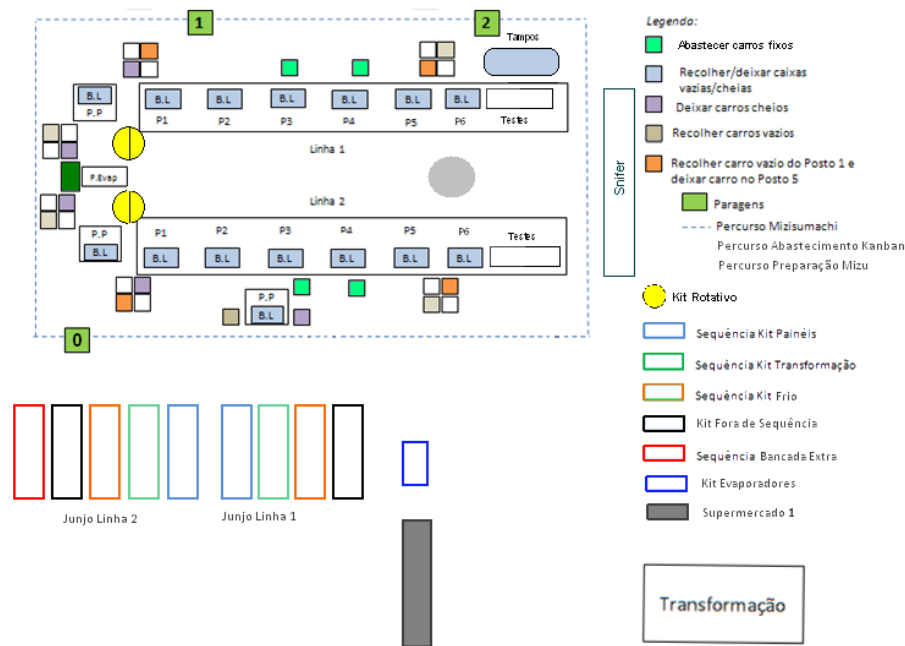 1
2
Tampos
B.L
P.P
B.L
B.L
B.L
B.L
B.L
B.L
P1
P2
P3
P4
P5
P6
Testes
Linha 1
P.Evap
Linha 2
P.P
B.L
P1
P2
P3
P4
P5
P6
Testes
B.L
B.L
B.L
B.L
B.L
B.L
P.P
B.L
0
Snifer
Legenda:
Abastecer carros fixos
Recolher/deixar caixas
vazias/cheias
Deixar carros cheios
Recolher carros vazios
Recolher carro vazio do Posto 1 e
deixar carro no Posto 5
Paragens
Percurso Mizisumachi
Percurso Abastecimento Kanban
Percurso Preparação Mizu
Kit Rotativo
Sequência Kit Painéis
Sequência Kit Transformação
Sequência Kit Frio
Kit Fora de Sequência
Sequência Bancada Extra
Kit Evaporadores
Supermercado 1
Junjo Linha 2
Junjo Linha 1
Transformação